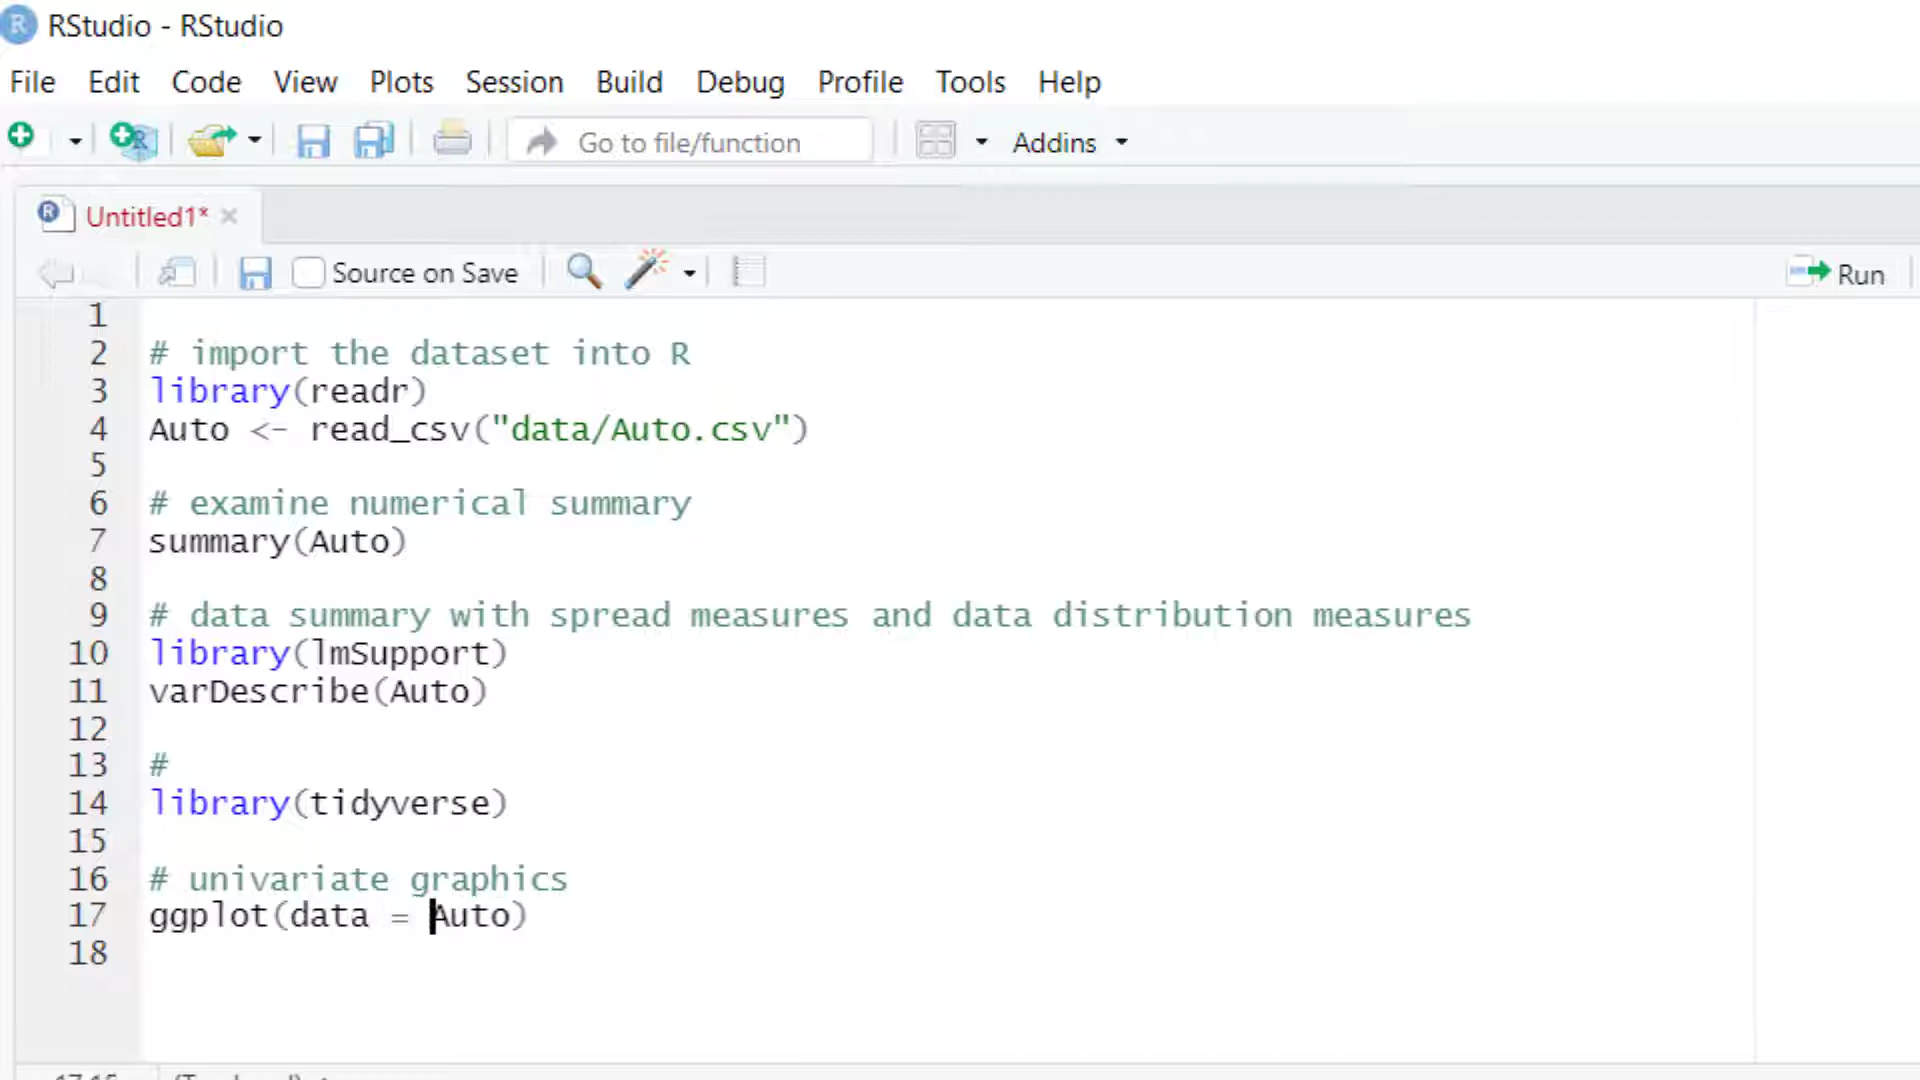 RStudio - RStudio
File Edit Code View Plots Session Build Debug Profile Tools Help
Go to file/function Addins
Untitled1*
Source on Save Run
1
2 # import the dataset into R
3 library(readr)
4 Auto <- read_csv("data/Auto.csv")
5
6 # examine numerical summary
7 summary(Auto)
8
9 # data summary with spread measures and data distribution measures
10 library(lmSupport)
11 varDescribe(Auto)
12
13 #
14 library(tidyverse)
15
16 # univariate graphics
17 ggplot(data = Auto)
18